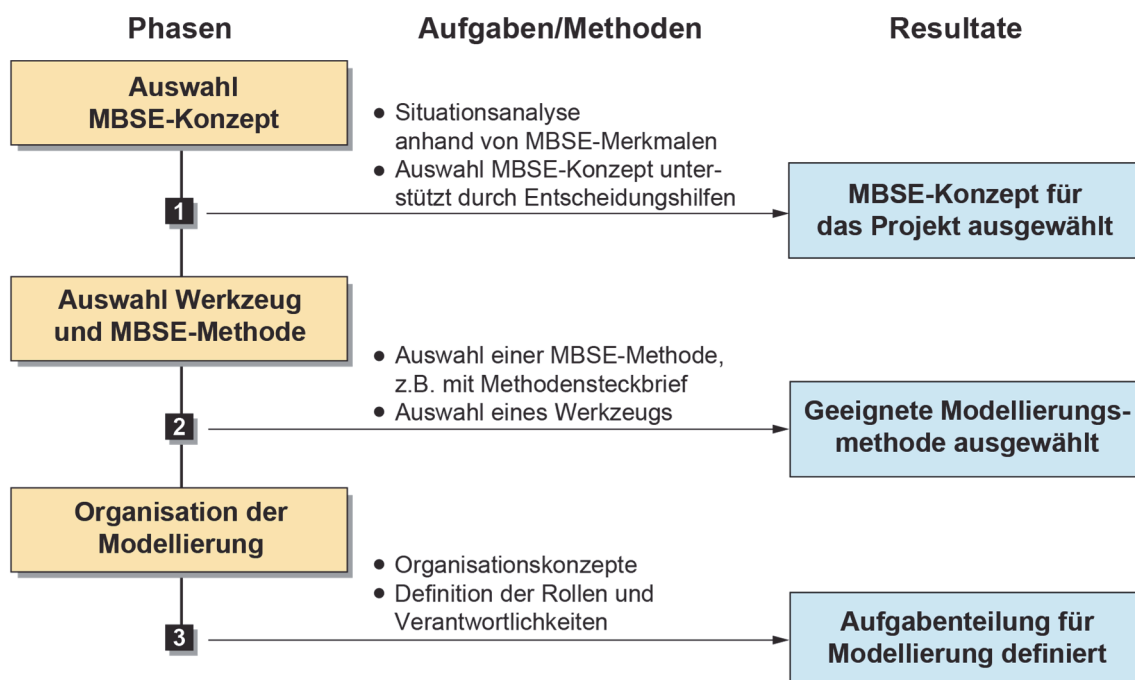 Phasen
Aufgaben/Methoden
Resultate
Auswahl
MBSE-Konzept
● Situationsanalyse
anhand von MBSE-Merkmalen
● Auswahl MBSE-Konzept unter-
stützt durch Entscheidungshilfen
1
MBSE-Konzept für
das Projekt ausgewählt
Auswahl Werkzeug
und MBSE-Methode
● Auswahl einer MBSE-Methode,
z.B. mit Methodensteckbrief
● Auswahl eines Werkzeugs
2
Geeignete Modellierungs-
methode ausgewählt
Organisation der
Modellierung
● Organisationskonzepte
● Definition der Rollen und
Verantwortlichkeiten
3
Aufgabenteilung für
Modellierung definiert